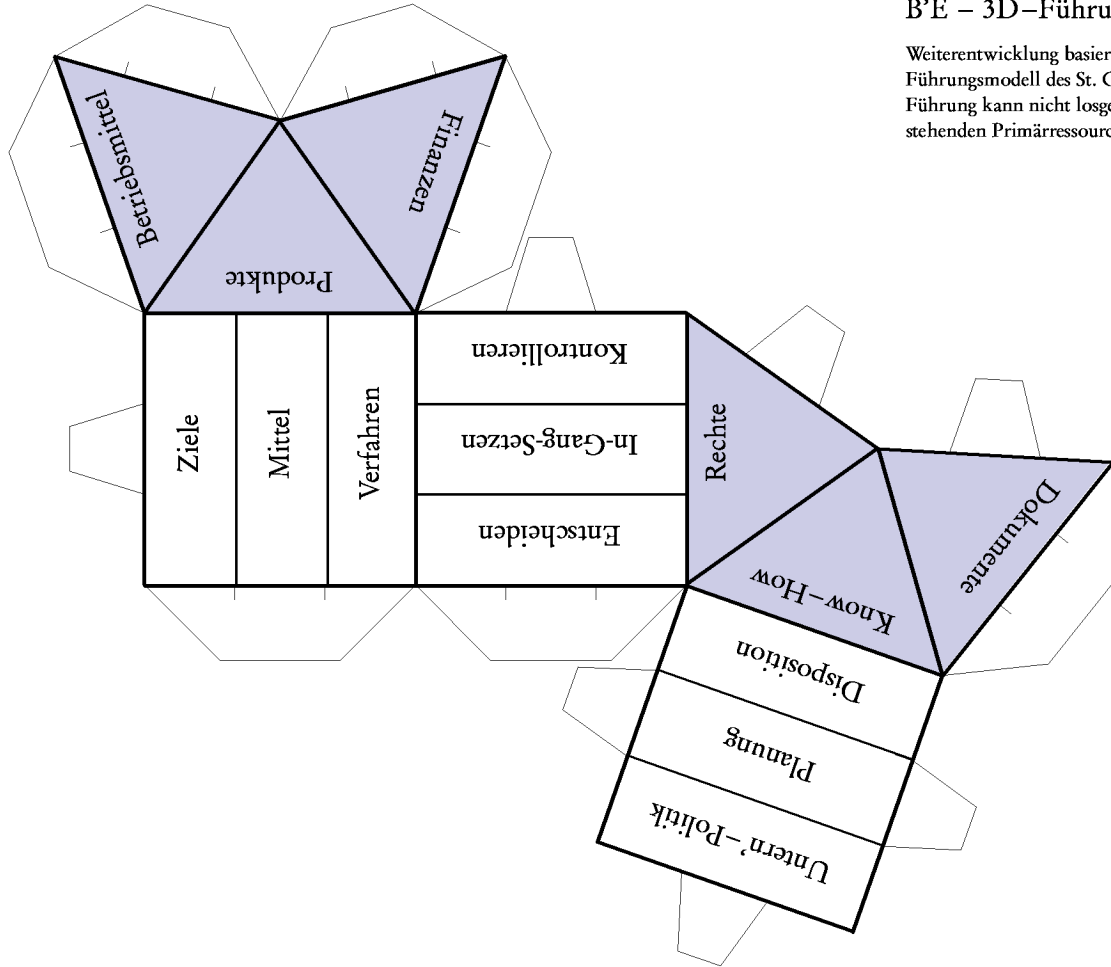 B'E – 3D–Führu
Weiterentwicklung basier
Führungsmodell des St. G
Führung kann nicht losge
stehenden Primärressourc
Betriebsmittel
Finanzen
Produkte
Kontrollieren
In-Gang-Setzen
Entscheiden
Ziele
Mittel
Verfahren
Rechte
Know–How
Dokumente
Disposition
Planung
Untern'–Politik